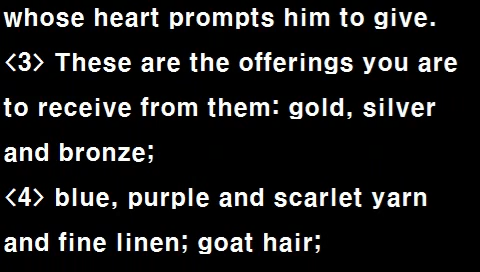 whose heart prompts him to give.
<3> These are the offerings you are
to receive from them: gold, silver
and bronze;
<4> blue, purple and scarlet yarn
and fine linen; goat hair;